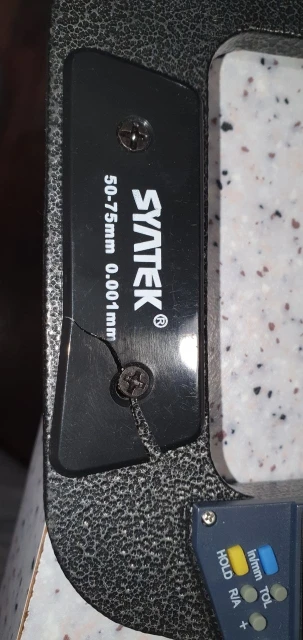 SYNTEK®
50-75mm 0.001mm
in/mm TOL
HOLD R/A +